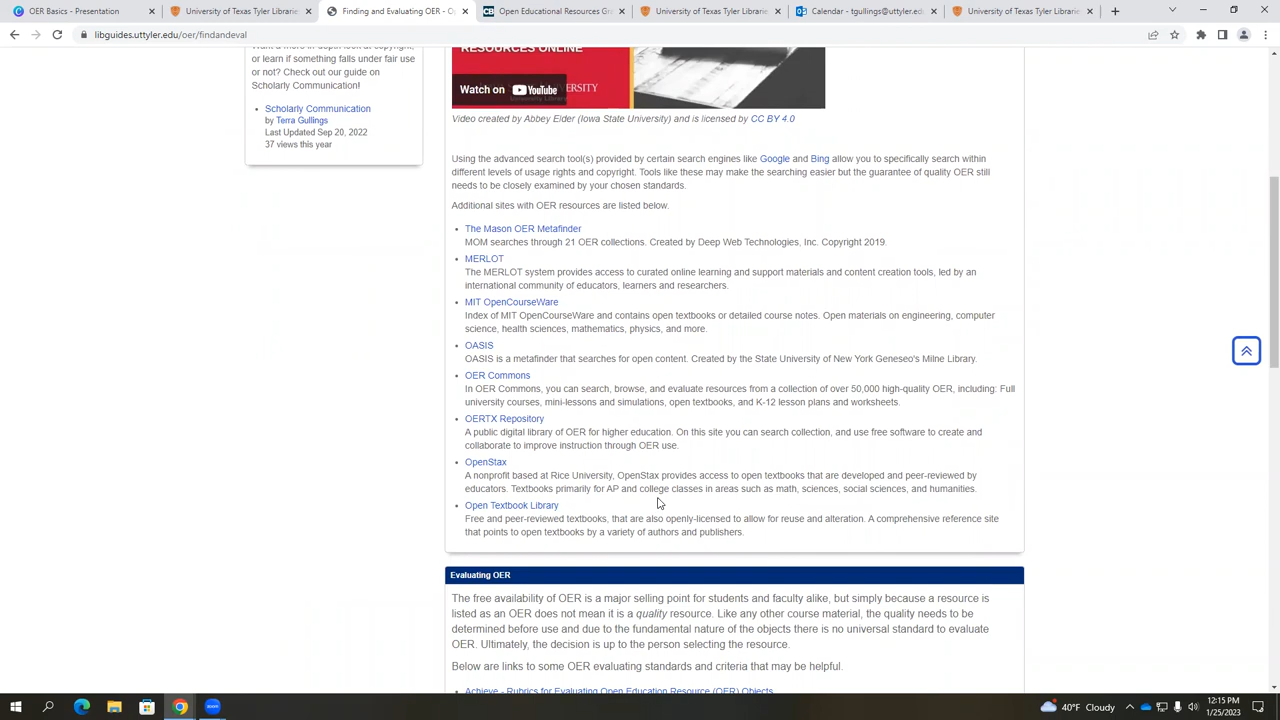 OER Basics - Presentation
University of Texas at Tyler - C
Finding and Evaluating OER - O
University of Texas at Tyler Libr
Mail - tgullings@uttyler.edu
University of Texas at Tyler Libr
libguides.uttyler.edu/oer/findandeval
Want a more in-depth look at copyright,
or learn if something falls under fair use
or not? Check out our guide on
Scholarly Communication!
Scholarly Communication
by Terra Gullings
Last Updated Sep 20, 2022
37 views this year
RESOURCES ONLINE
Watch on YouTube
VERSITY
Video created by Abbey Elder (Iowa State University) and is licensed by CC BY 4.0
Using the advanced search tool(s) provided by certain search engines like Google and Bing allow you to specifically search within
different levels of usage rights and copyright. Tools like these may make the searching easier but the guarantee of quality OER still
needs to be closely examined by your chosen standards.
Additional sites with OER resources are listed below.
The Mason OER Metafinder
MOM searches through 21 OER collections. Created by Deep Web Technologies, Inc. Copyright 2019.
MERLOT
The MERLOT system provides access to curated online learning and support materials and content creation tools, led by an
international community of educators, learners and researchers.
MIT OpenCourseWare
Index of MIT OpenCourseWare and contains open textbooks or detailed course notes. Open materials on engineering, computer
science, health sciences, mathematics, physics, and more.
OASIS
OASIS is a metafinder that searches for open content. Created by the State University of New York Geneseo's Milne Library.
OER Commons
In OER Commons, you can search, browse, and evaluate resources from a collection of over 50,000 high-quality OER, including: Full
university courses, mini-lessons and simulations, open textbooks, and K-12 lesson plans and worksheets.
OERTX Repository
A public digital library of OER for higher education. On this site you can search collection, and use free software to create and
collaborate to improve instruction through OER use.
OpenStax
A nonprofit based at Rice University, OpenStax provides access to open textbooks that are developed and peer-reviewed by
educators. Textbooks primarily for AP and college classes in areas such as math, sciences, social sciences, and humanities.
Open Textbook Library
Free and peer-reviewed textbooks, that are also openly-licensed to allow for reuse and alteration. A comprehensive reference site
that points to open textbooks by a variety of authors and publishers.
Evaluating OER
The free availability of OER is a major selling point for students and faculty alike, but simply because a resource is
listed as an OER does not mean it is a quality resource. Like any other course material, the quality needs to be
determined before use and due to the fundamental nature of the objects there is no universal standard to evaluate
OER. Ultimately, the decision is up to the person selecting the resource.
Below are links to some OER evaluating standards and criteria that may be helpful.
Achieve - Rubrics for Evaluating Open Education Resource (OER) Objects
zoom
40°F Cloudy
12:15 PM
1/25/2023